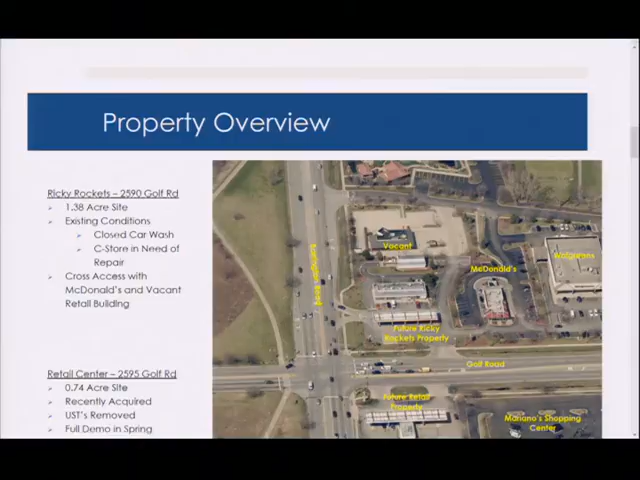 Property Overview
Ricky Rockets – 2590 Golf Rd
1.38 Acre Site
Existing Conditions
Closed Car Wash
C-Store in Need of
Repair
Cross Access with
McDonald's and Vacant
Retail Building
Retail Center – 2595 Golf Rd
0.74 Acre Site
Recently Acquired
UST's Removed
Full Demo in Spring
Vacant
McDonald's
Walgreens
Future Ricky
Rockets Property
Golf Road
Future Retail
Property
Mariano's Shopping
Center